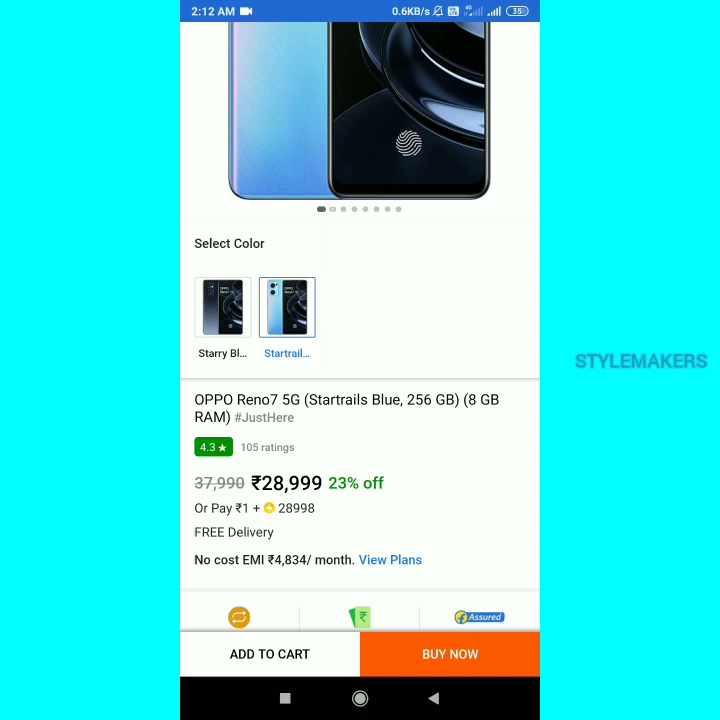 2:12 AM 0.6KB/s 4G 35
Select Color
Starry Bl... Startrail...
OPPO Reno7 5G (Startrails Blue, 256 GB) (8 GB
RAM) #JustHere
4.3★ 105 ratings
37,990 ₹28,999 23% off
Or Pay ₹1 + 28998
FREE Delivery
No cost EMI ₹4,834/ month. View Plans
₹ Assured
ADD TO CART BUY NOW
STYLEMAKERS